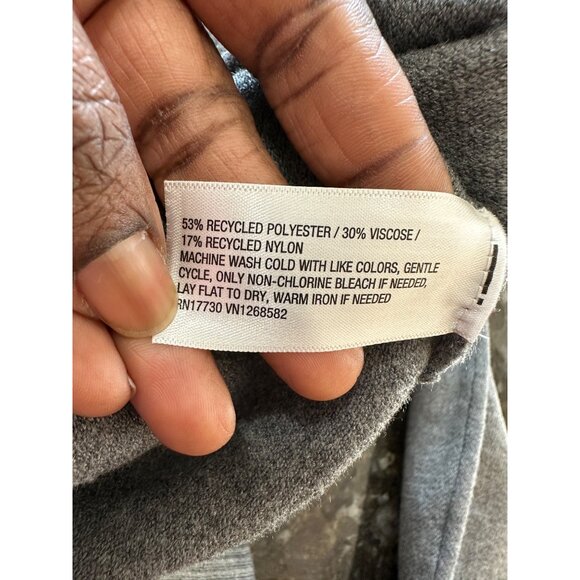 53% RECYCLED POLYESTER / 30% VISCOSE /
17% RECYCLED NYLON
MACHINE WASH COLD WITH LIKE COLORS, GENTLE
CYCLE, ONLY NON-CHLORINE BLEACH IF NEEDED,
LAY FLAT TO DRY, WARM IRON IF NEEDED
RN17730 VN1268582